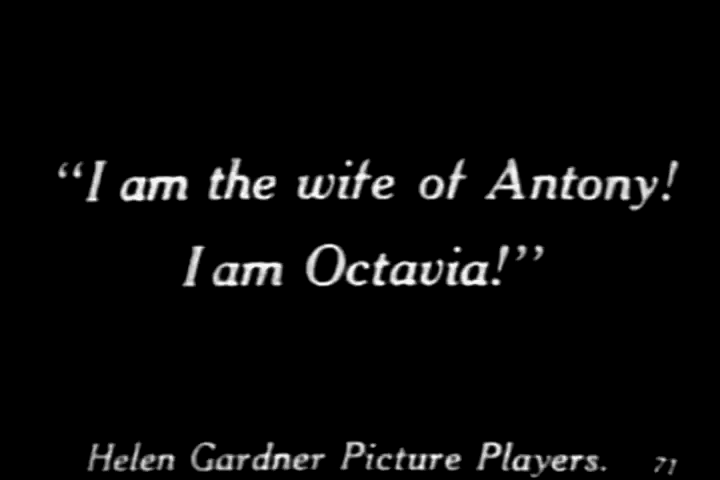 “I am the wife of Antony!
I am Octavia!”
Helen Gardner Picture Players. 71